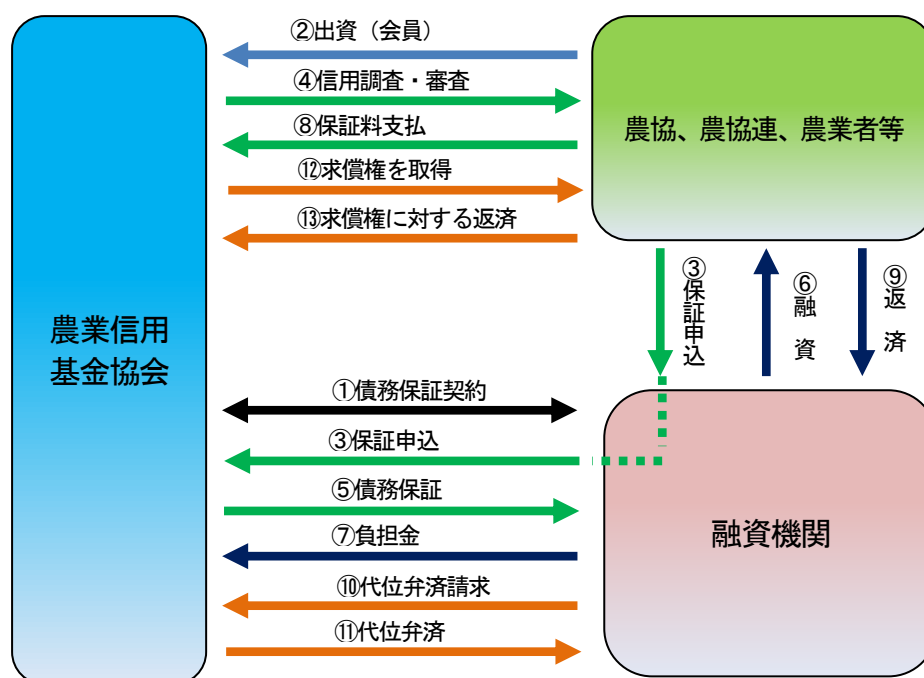 ②出資（会員）
④信用調査・審査
⑧保証料支払
⑫求償権を取得
⑬求償権に対する返済
農協、農協連、農業者等
③保証申込
⑥融　資
⑨返　済
農業信用
基金協会
①債務保証契約
③保証申込
⑤債務保証
⑦負担金
⑩代位弁済請求
⑪代位弁済
融資機関